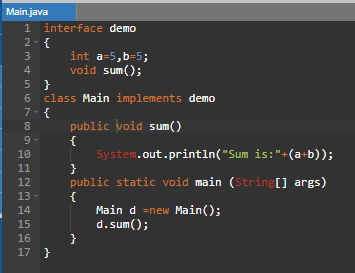 Main.java
1 interface demo
2 {
3     int a=5,b=5;
4     void sum();
5 }
6 class Main implements demo
7 {
8     public void sum()
9     {
10         System.out.println("Sum is:"+(a+b));
11     }
12     public static void main (String[] args)
13     {
14         Main d =new Main();
15         d.sum();
16     }
17 }